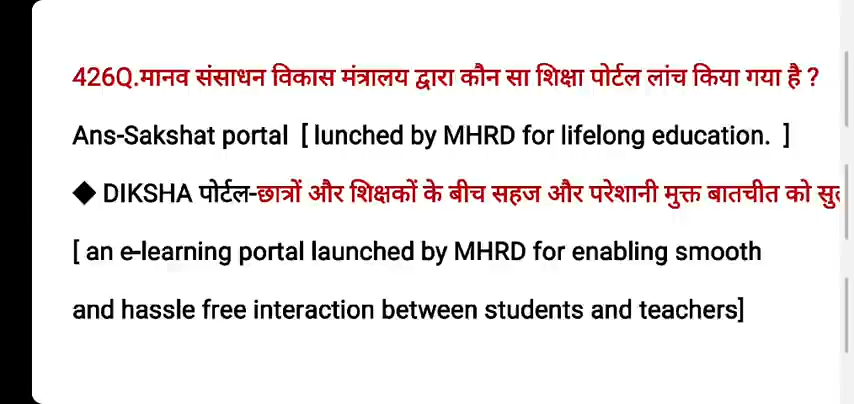 426Q.मानव संसाधन विकास मंत्रालय द्वारा कौन सा शिक्षा पोर्टल लांच किया गया है ?
Ans-Sakshat portal [ lunched by MHRD for lifelong education. ]
◆ DIKSHA पोर्टल-छात्रों और शिक्षकों के बीच सहज और परेशानी मुक्त बातचीत को
[ an e-learning portal launched by MHRD for enabling smooth
and hassle free interaction between students and teachers]